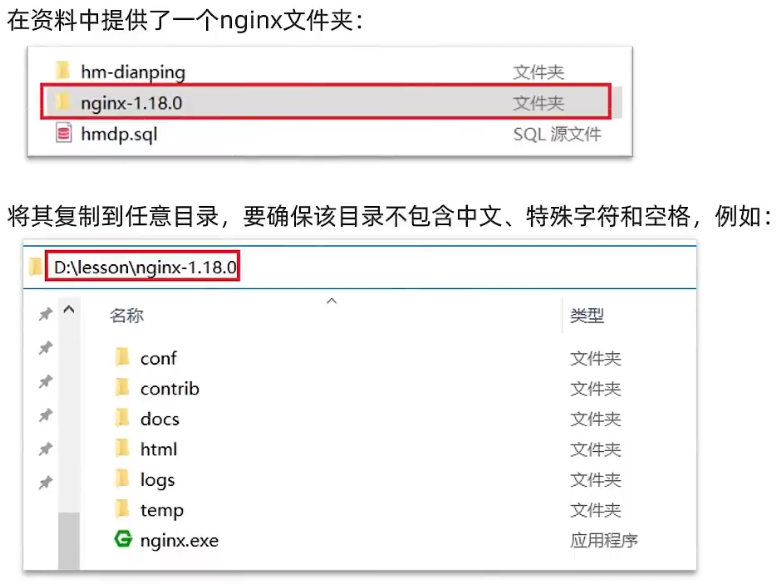 在资料中提供了一个nginx文件夹：
hm-dianping 文件夹
nginx-1.18.0 文件夹
hmdp.sql SQL 源文件
将其复制到任意目录，要确保该目录不包含中文、特殊字符和空格，例如：
D:\lesson\nginx-1.18.0
名称 类型
conf 文件夹
contrib 文件夹
docs 文件夹
html 文件夹
logs 文件夹
temp 文件夹
nginx.exe 应用程序